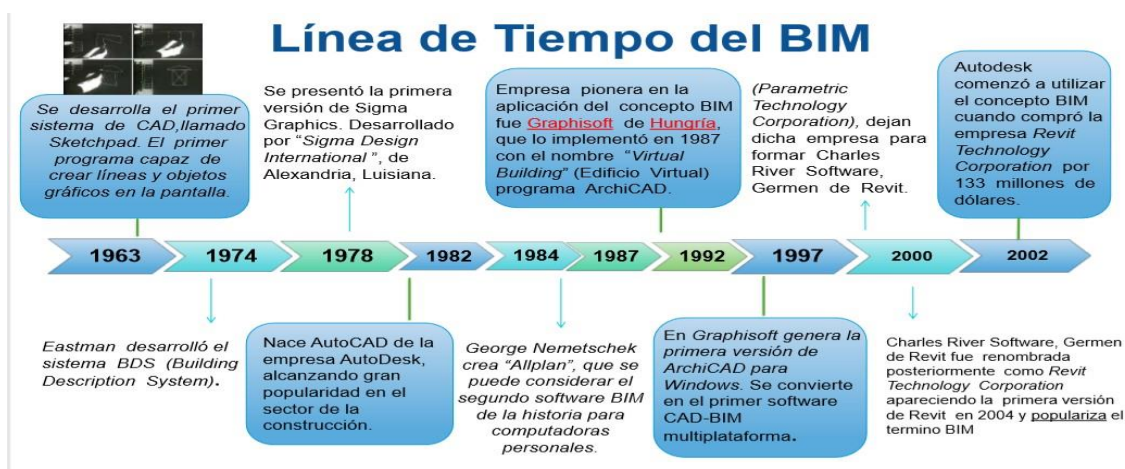 Línea de Tiempo del BIM
Se desarrolla el primer
sistema de CAD,llamado
Sketchpad. El primer
programa capaz de
crear líneas y objetos
gráficos en la pantalla.
Se presentó la primera
versión de Sigma
Graphics. Desarrollado
por “Sigma Design
International ”, de
Alexandria, Luisiana.
Empresa pionera en la
aplicación del concepto BIM
fue Graphisoft de Hungría,
que lo implementó en 1987
con el nombre “Virtual
Building” (Edificio Virtual)
programa ArchiCAD.
(Parametric
Technology
Corporation), dejan
dicha empresa para
formar Charles
River Software,
Germen de Revit.
Autodesk
comenzó a utilizar
el concepto BIM
cuando compró la
empresa Revit
Technology
Corporation por
133 millones de
dólares.
1963 1974 1978 1982 1984 1987 1992 1997 2000 2002
Eastman desarrolló el
sistema BDS (Building
Description System).
Nace AutoCAD de la
empresa AutoDesk,
alcanzando gran
popularidad en el
sector de la
construcción.
George Nemetschek
crea “Allplan”, que se
puede considerar el
segundo software BIM
de la historia para
computadoras
personales.
En Graphisoft genera la
primera versión de
ArchiCAD para
Windows. Se convierte
en el primer software
CAD-BIM
multiplataforma.
Charles River Software, Germen
de Revit fue renombrada
posteriormente como Revit
Technology Corporation
apareciendo la primera versión
de Revit en 2004 y populariza el
termino BIM